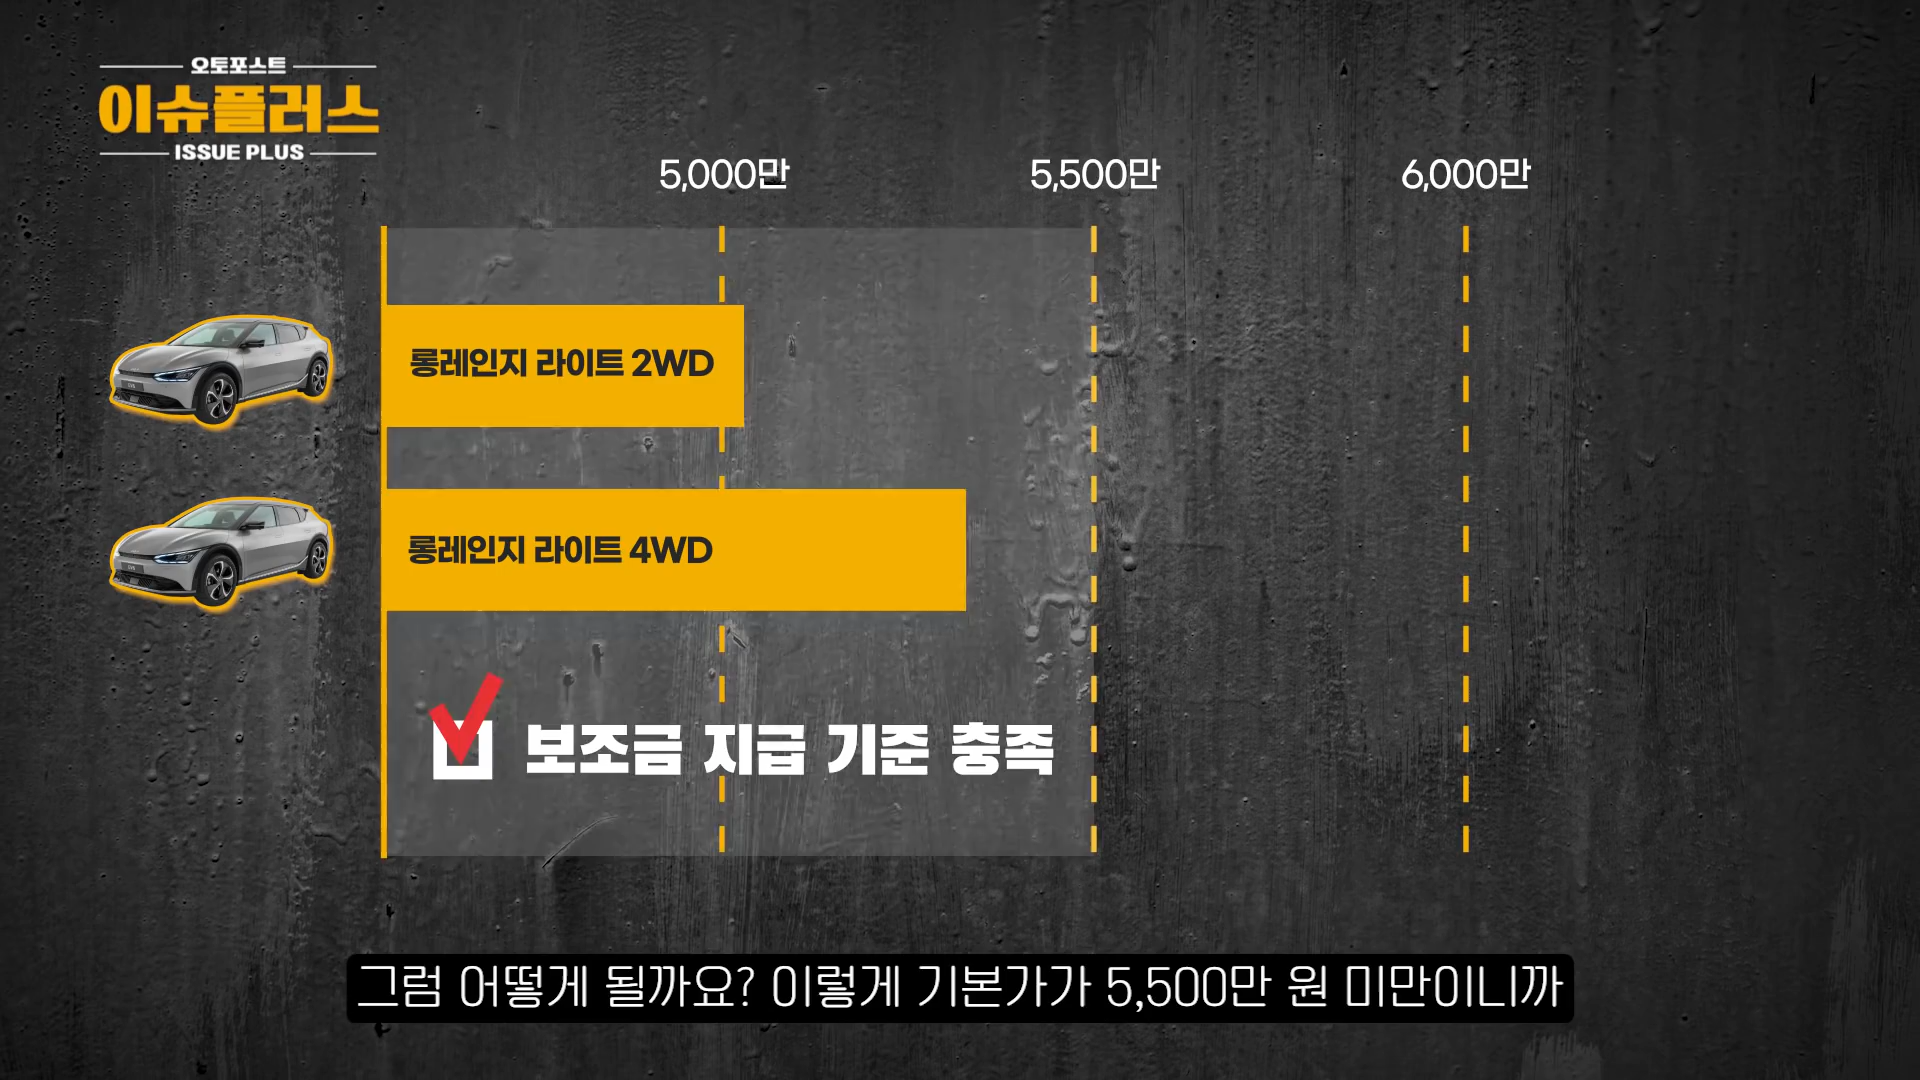 오토포스트
이슈플러스
ISSUE PLUS
5,000만
5,500만
6,000만
롱레인지 라이트 2WD
롱레인지 라이트 4WD
보조금 지급 기준 충족
그럼 어떻게 될까요? 이렇게 기본가가 5,500만 원 미만이니까